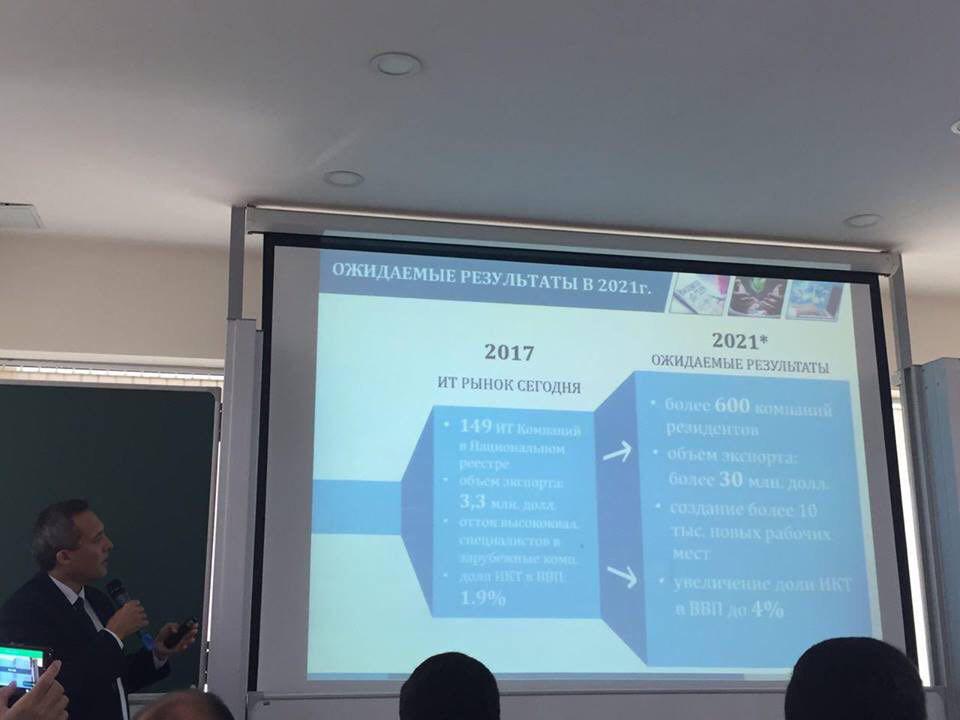 ОЖИДАЕМЫЕ РЕЗУЛЬТАТЫ В 2021г.
2017
ИТ РЫНОК СЕГОДНЯ
• 149 ИТ Компаний
в Национальном
реестре
• объем экспорта:
3,3 млн. долл.
• отток высококвал.
специалистов в
зарубежные комп.
• доля ИКТ в ВВП:
1.9%
2021*
ОЖИДАЕМЫЕ РЕЗУЛЬТАТЫ
• более 600 компаний
резидентов
• объем экспорта:
более 30 млн. долл.
• создание более 10
тыс. новых рабочих
мест
• увеличение доли ИКТ
в ВВП до 4%